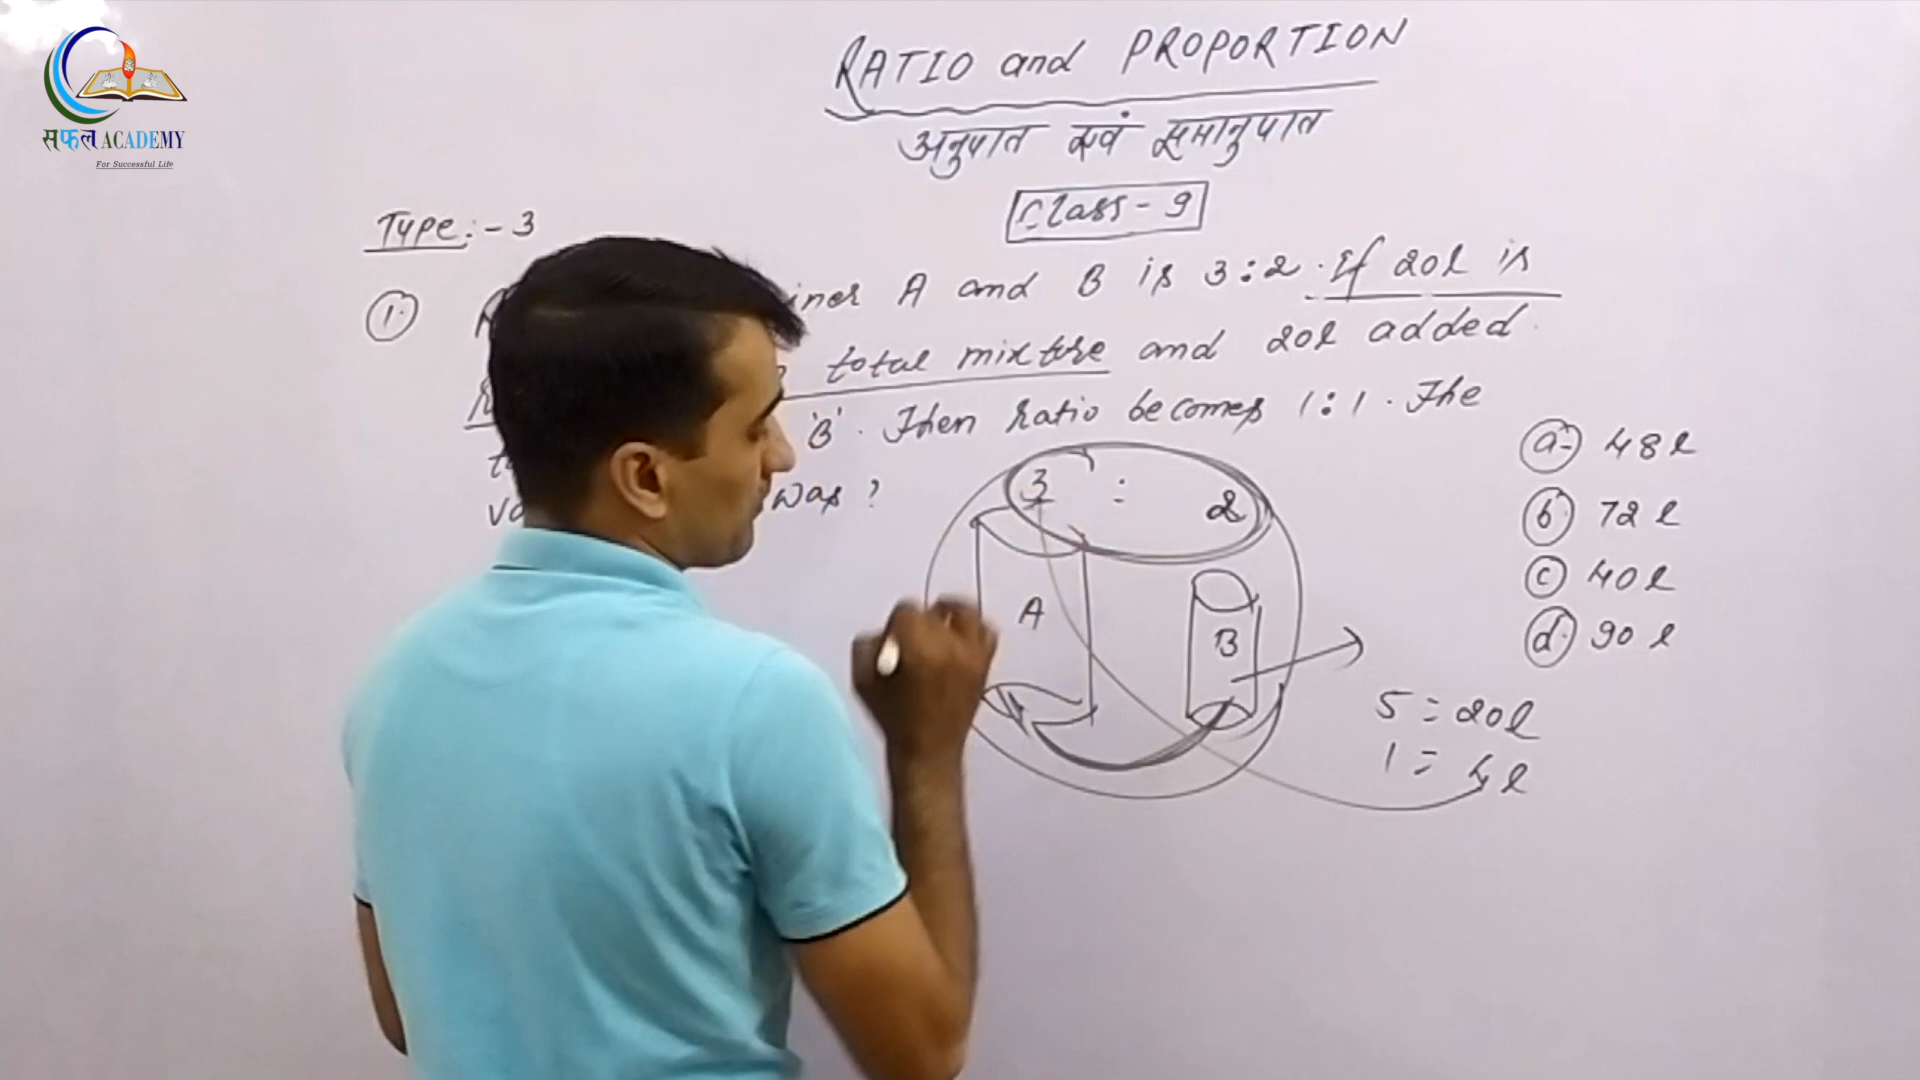 सफल ACADEMY
For Successful Life
RATIO and PROPORTION
अनुपात एवं समानुपात
Class - 9
Type :- 3
1. A and B is 3:2. If 20l is
total mixture and 20l added
'B'. Then ratio becomes 1:1. The
was ?
a. 48 l
b. 72 l
c 40 l
d. 90 l
3 : 2
A
B
5 = 20l
1 = 4l